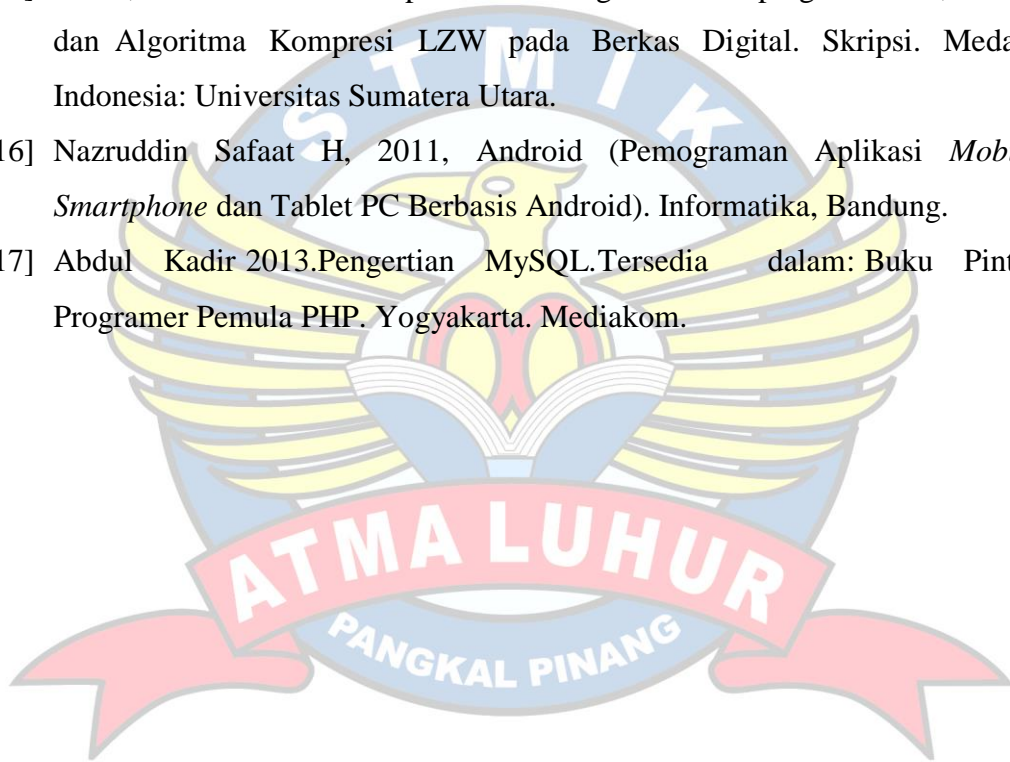 dan Algoritma Kompresi LZW pada Berkas Digital. Skripsi. Meda
Indonesia: Universitas Sumatera Utara.
16] Nazruddin Safaat H, 2011, Android (Pemograman Aplikasi Mob
Smartphone dan Tablet PC Berbasis Android). Informatika, Bandung.
17] Abdul Kadir 2013.Pengertian MySQL.Tersedia dalam: Buku Pint
Programer Pemula PHP. Yogyakarta. Mediakom.
STMIK
ATMA LUHUR
PANGKAL PINANG